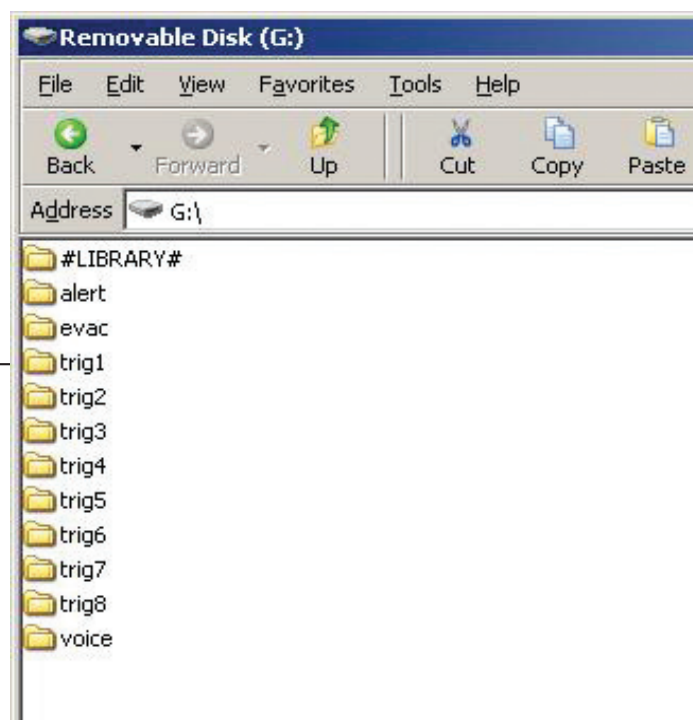 Removable Disk (G:)
File Edit View Favorites Tools Help
Back Forward Up Cut Copy Paste
Address G:\
#LIBRARY#
alert
evac
trig1
trig2
trig3
trig4
trig5
trig6
trig7
trig8
voice